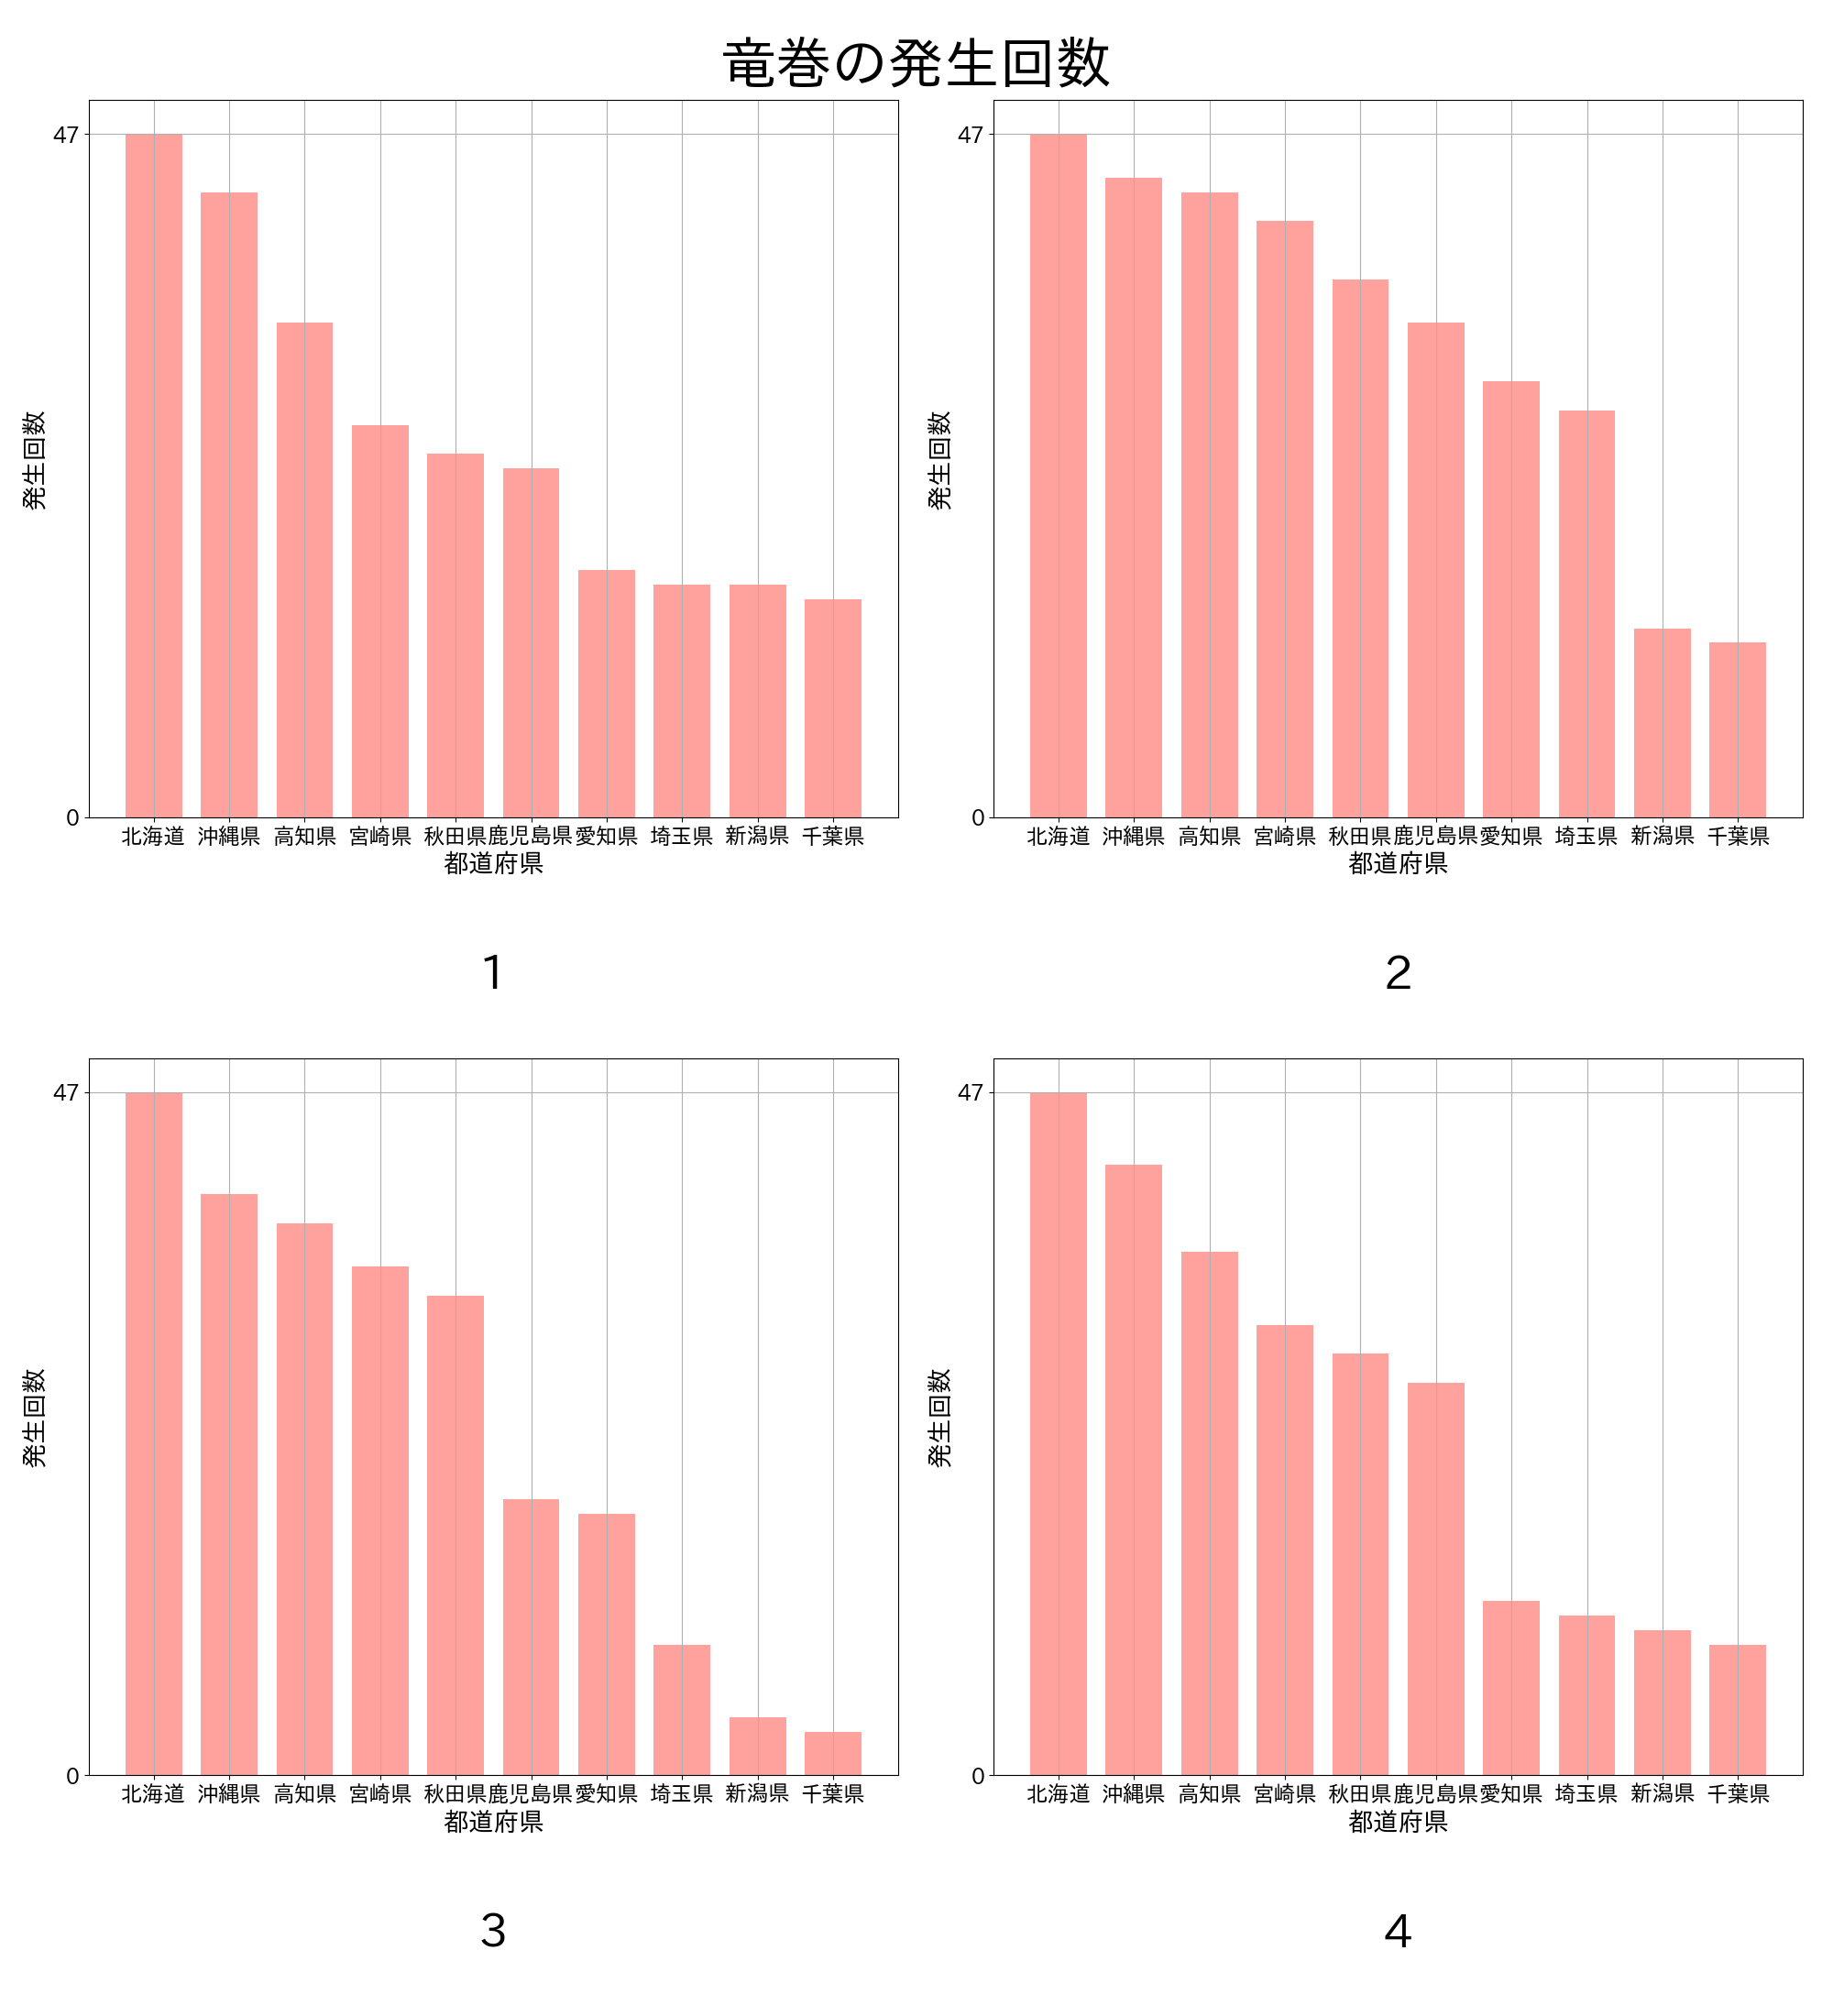 竜巻の発生回数
47
0
発生回数
北海道 沖縄県 高知県 宮崎県 秋田県 鹿児島県 愛知県 埼玉県 新潟県 千葉県
都道府県
1
47
0
発生回数
北海道 沖縄県 高知県 宮崎県 秋田県 鹿児島県 愛知県 埼玉県 新潟県 千葉県
都道府県
2
47
0
発生回数
北海道 沖縄県 高知県 宮崎県 秋田県 鹿児島県 愛知県 埼玉県 新潟県 千葉県
都道府県
3
47
0
発生回数
北海道 沖縄県 高知県 宮崎県 秋田県 鹿児島県 愛知県 埼玉県 新潟県 千葉県
都道府県
4